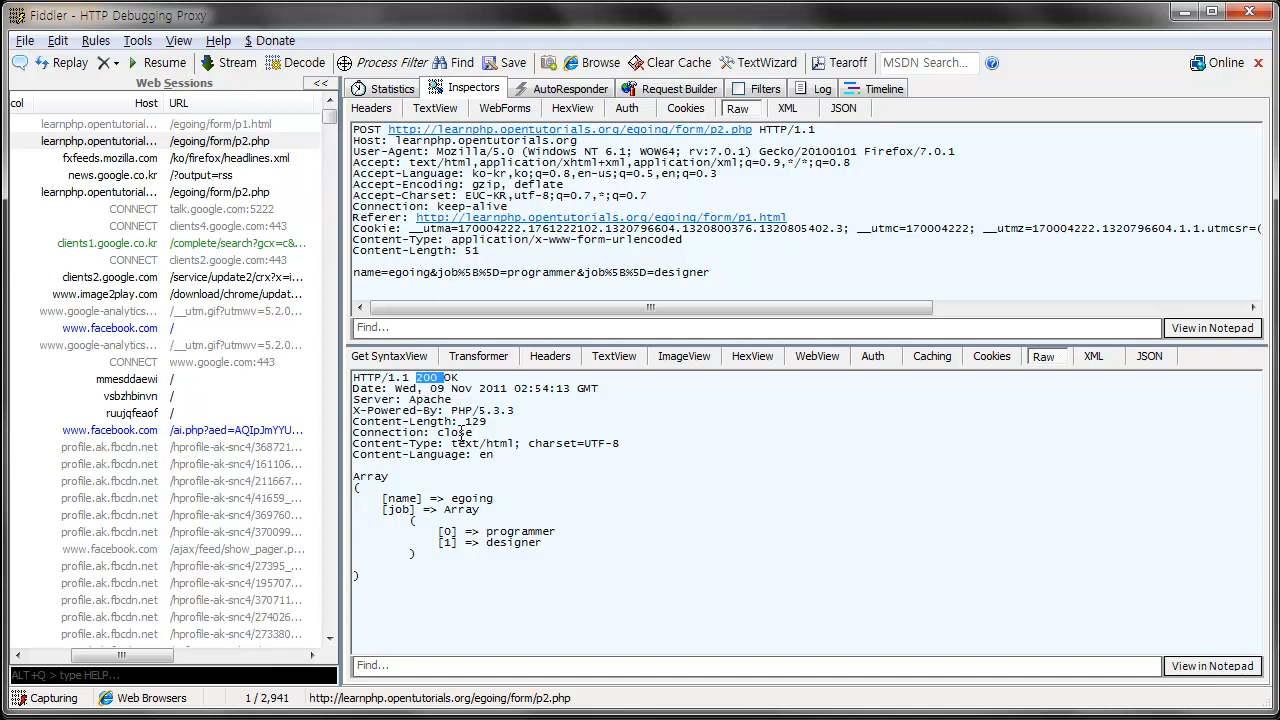 Fiddler - HTTP Debugging Proxy
File Edit Rules Tools View Help $ Donate
Replay Resume Stream Decode Process Filter Find Save Browse Clear Cache TextWizard Tearoff MSDN Search... Online
Web Sessions <<
Statistics Inspectors AutoResponder Request Builder Filters Log Timeline
col Host URL
learnphp.opentutorial... /egoing/form/p1.html
learnphp.opentutorial... /egoing/form/p2.php
fxfeeds.mozilla.com /ko/firefox/headlines.xml
news.google.co.kr /?output=rss
learnphp.opentutorial... /egoing/form/p2.php
CONNECT talk.google.com:5222
CONNECT clients4.google.com:443
clients1.google.co.kr /complete/search?gcx=c&...
CONNECT clients2.google.com:443
clients2.google.com /service/update2/crx?x=i...
www.image2play.com /download/chrome/updat...
www.google-analytics... /__utm.gif?utmwv=5.2.0...
www.facebook.com /
www.google-analytics... /__utm.gif?utmwv=5.2.0...
CONNECT www.google.com:443
mmesddaewi /
vsbzhbinvn /
ruujqfeaof /
www.facebook.com /ai.php?aed=AQIpJmYYU...
profile.ak.fbcdn.net /hprofile-ak-snc4/368721...
profile.ak.fbcdn.net /hprofile-ak-snc4/161106...
profile.ak.fbcdn.net /hprofile-ak-snc4/211667...
profile.ak.fbcdn.net /hprofile-ak-snc4/41659_...
profile.ak.fbcdn.net /hprofile-ak-snc4/369760...
profile.ak.fbcdn.net /hprofile-ak-snc4/370099...
www.facebook.com /ajax/feed/show_pager.p...
profile.ak.fbcdn.net /hprofile-ak-snc4/27395...
profile.ak.fbcdn.net /hprofile-ak-snc4/195707...
profile.ak.fbcdn.net /hprofile-ak-snc4/370711...
profile.ak.fbcdn.net /hprofile-ak-snc4/274026...
profile.ak.fbcdn.net /hprofile-ak-snc4/273380...
ALT+Q > type HELP...
Headers TextView WebForms HexView Auth Cookies Raw XML JSON
POST http://learnphp.opentutorials.org/egoing/form/p2.php HTTP/1.1
Host: learnphp.opentutorials.org
User-Agent: Mozilla/5.0 (Windows NT 6.1; WOW64; rv:7.0.1) Gecko/20100101 Firefox/7.0.1
Accept: text/html,application/xhtml+xml,application/xml;q=0.9,*/*;q=0.8
Accept-Language: ko-kr,ko;q=0.8,en-us;q=0.5,en;q=0.3
Accept-Encoding: gzip, deflate
Accept-Charset: EUC-KR,utf-8;q=0.7,*;q=0.7
Connection: keep-alive
Referer: http://learnphp.opentutorials.org/egoing/form/p1.html
Cookie: __utma=170004222.1761222102.1320796604.1320800376.1320805402.3; __utmc=170004222; __utmz=170004222.1320796604.1.1.utmcsr=(
Content-Type: application/x-www-form-urlencoded
Content-Length: 51
name=egoing&job%5B%5D=programmer&job%5B%5D=designer
Find... View in Notepad
Get SyntaxView Transformer Headers TextView ImageView HexView WebView Auth Caching Cookies Raw XML JSON
HTTP/1.1 200 OK
Date: Wed, 09 Nov 2011 02:54:13 GMT
Server: Apache
X-Powered-By: PHP/5.3.3
Content-Length: 129
Connection: close
Content-Type: text/html; charset=UTF-8
Content-Language: en
Array
(
[name] => egoing
[job] => Array
(
[0] => programmer
[1] => designer
)
)
Find... View in Notepad
Capturing Web Browsers 1 / 2,941 http://learnphp.opentutorials.org/egoing/form/p2.php